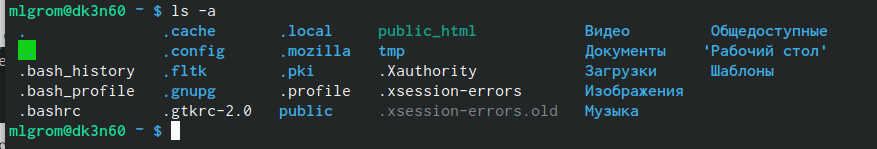 mlgrom@dk3n60 ~ $ ls -a
. .cache .local public_html Видео Общедоступные
.. .config .mozilla tmp Документы 'Рабочий стол'
.bash_history .fltk .pki .Xauthority Загрузки Шаблоны
.bash_profile .gnupg .profile .xsession-errors Изображения
.bashrc .gtkrc-2.0 public .xsession-errors.old Музыка
mlgrom@dk3n60 ~ $